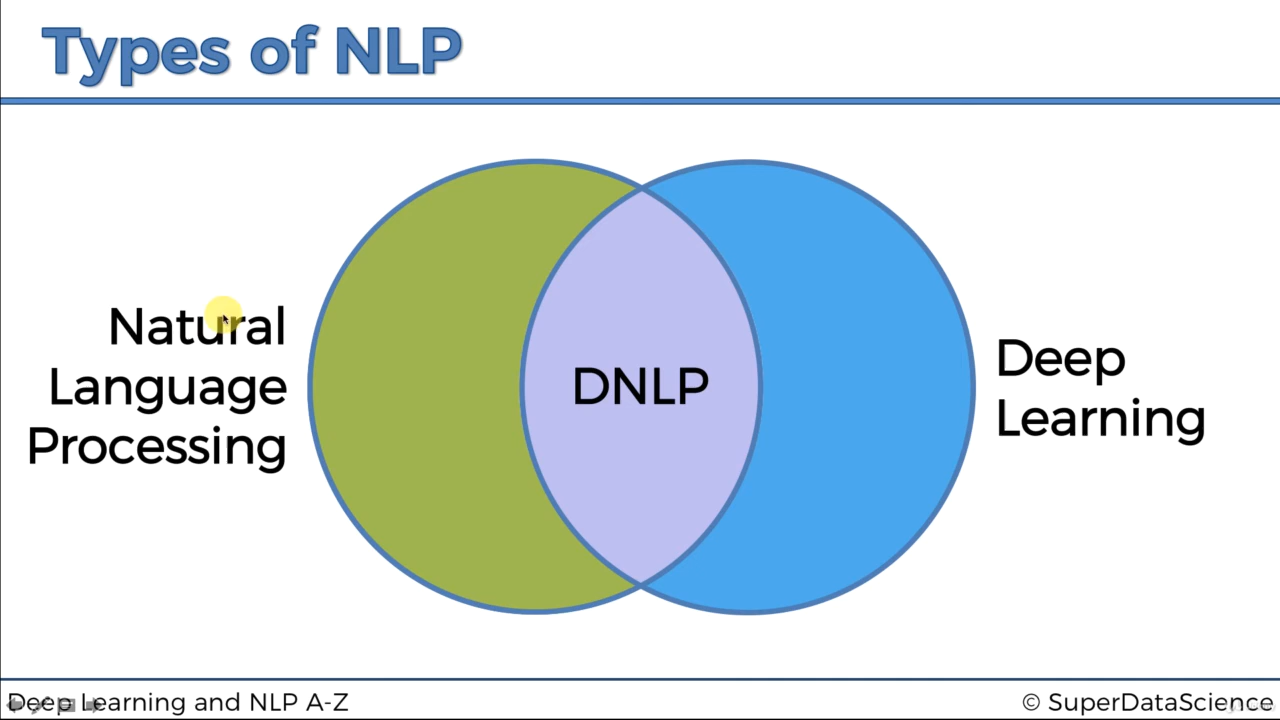 Types of NLP
Natural
Language
Processing
DNLP
Deep
Learning
Deep Learning and NLP A-Z
© SuperDataScience